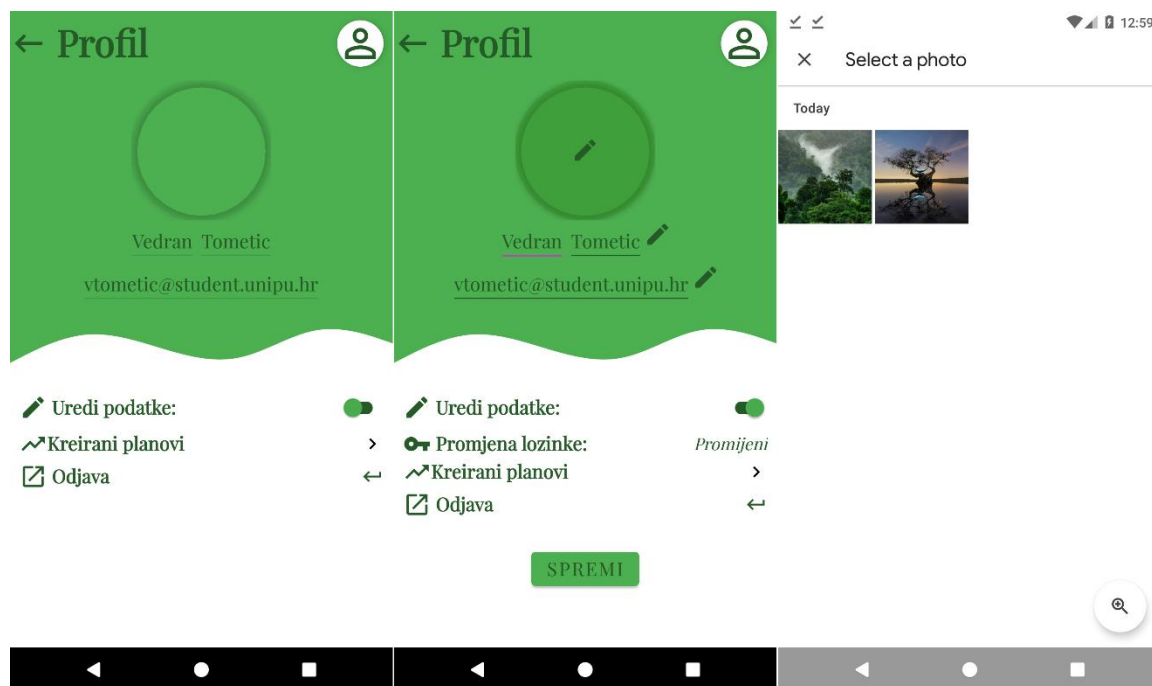 Profil
Vedran Tometic
vtometic@student.unipu.hr
Uredi podatke:
Kreirani planovi
Odjava
Profil
Vedran Tometic
vtometic@student.unipu.hr
Uredi podatke:
Promjena lozinke: Promijeni
Kreirani planovi
Odjava
SPREMI
12:59
Select a photo
Today